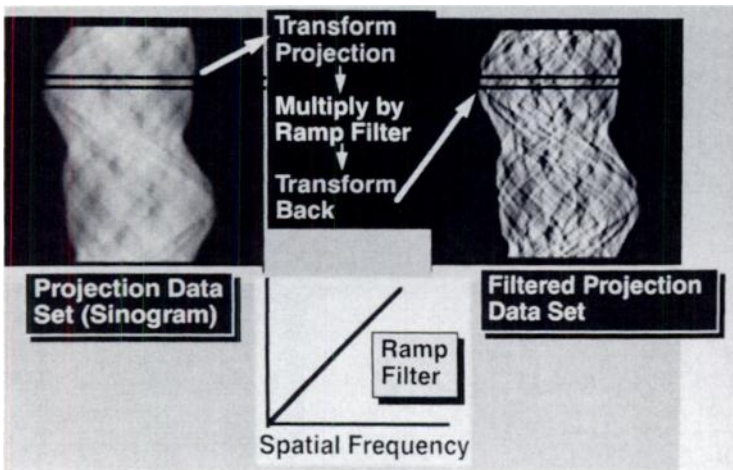 Transform
Projection
Multiply by
Ramp Filter
Transform
Back
Projection Data
Set (Sinogram)
Filtered Projection
Data Set
Ramp
Filter
Spatial Frequency